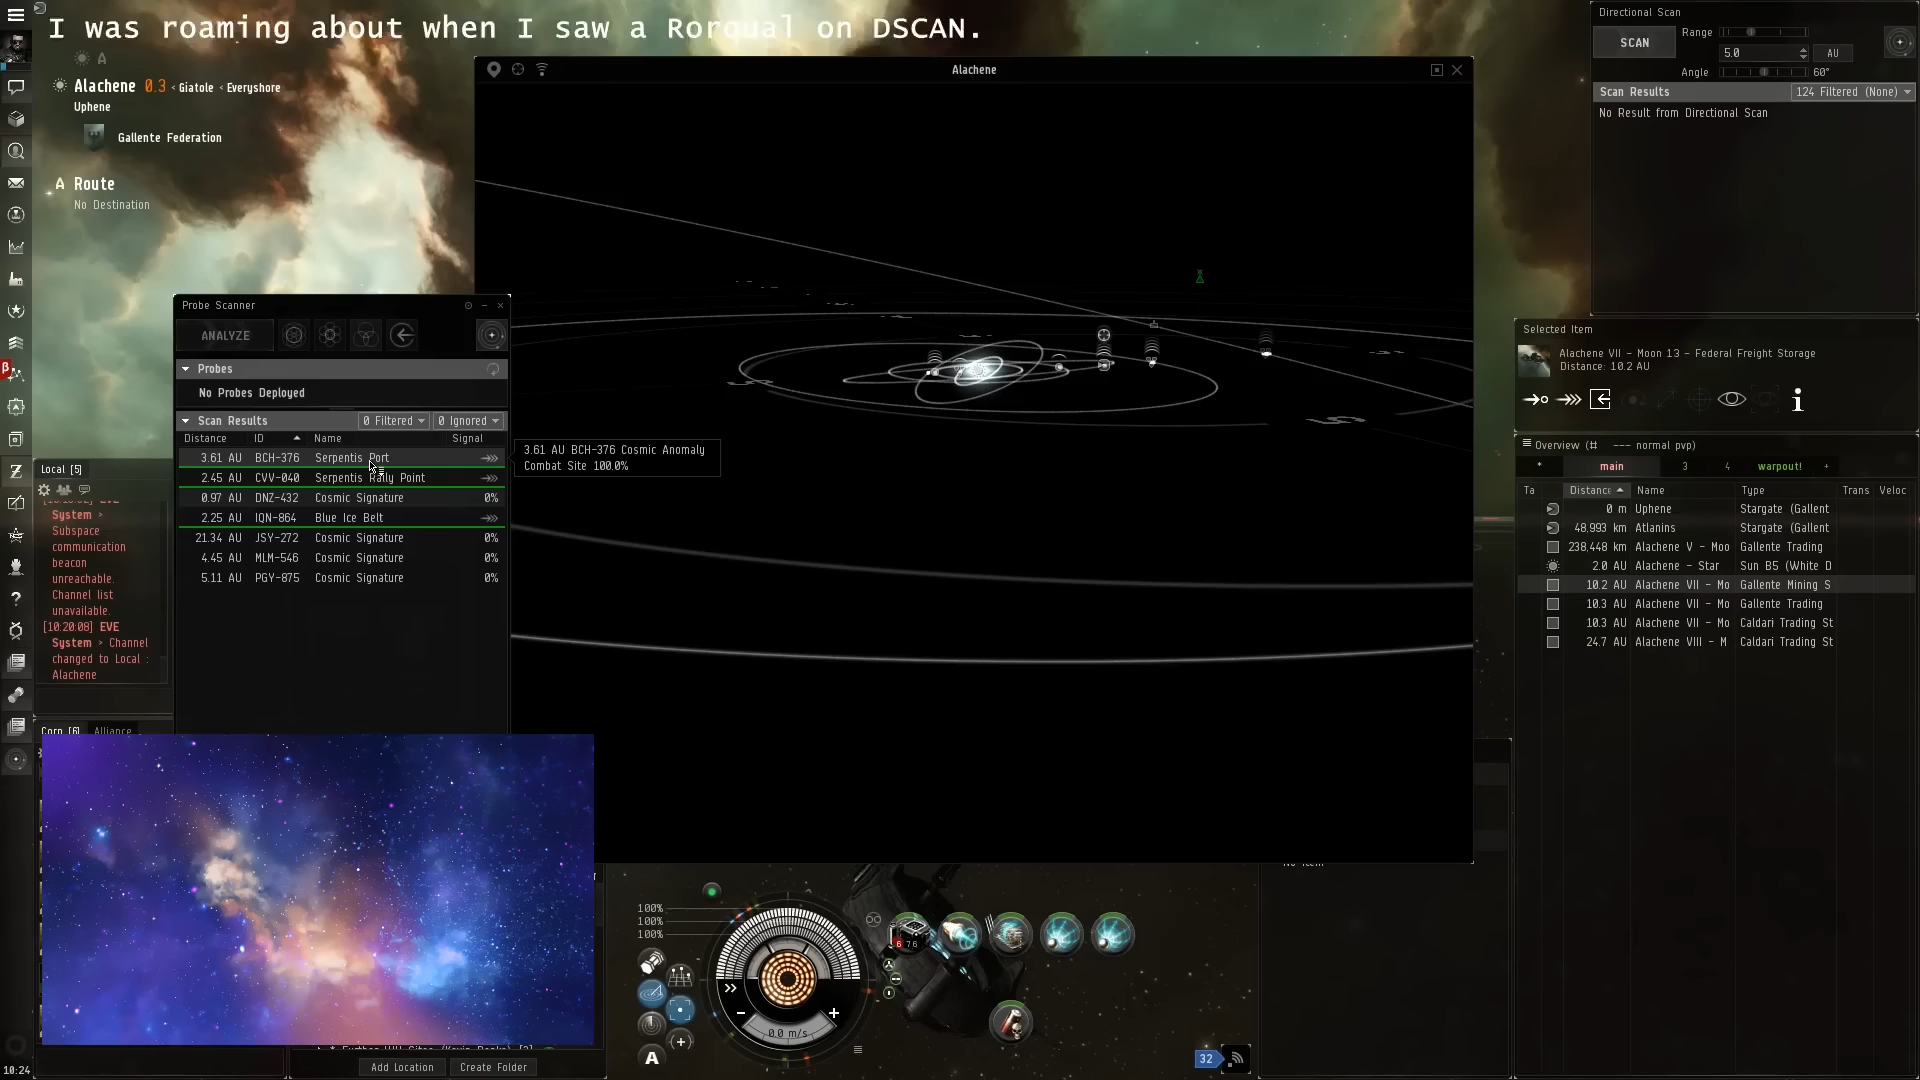 I was roaming about when I saw a Rorqual on DSCAN.
Alachene 0.3 < Giatole < Everyshore
Uphene
Gallente Federation
Route
No Destination
Alachene
Directional Scan
SCAN
Range
5.0
AU
Angle
60°
Scan Results
124 Filtered (None)
No Result from Directional Scan
Probe Scanner
ANALYZE
Probes
No Probes Deployed
Scan Results
0 Filtered
0 Ignored
Distance ID Name Signal
3.61 AU BCH-376 Serpentis Port
2.45 AU CVV-040 Serpentis Rally Point
0.97 AU DNZ-432 Cosmic Signature 0%
2.25 AU IQN-864 Blue Ice Belt
21.34 AU JSY-272 Cosmic Signature 0%
4.45 AU MLM-546 Cosmic Signature 0%
5.11 AU PGY-875 Cosmic Signature 0%
3.61 AU BCH-376 Cosmic Anomaly
Combat Site 100.0%
Selected Item
Alachene VII - Moon 13 - Federal Freight Storage
Distance: 10.2 AU
Overview (# --- normal pvp)
* main 3 4 warpout! +
Ta Distance Name Type Trans Veloc
0 m Uphene Stargate (Gallent
48,993 km Atlanins Stargate (Gallent
238,448 km Alachene V - Moo Gallente Trading
2.0 AU Alachene - Star Sun B5 (White D
10.2 AU Alachene VII - Mo Gallente Mining S
10.3 AU Alachene VII - Mo Gallente Trading
10.3 AU Alachene VII - Mo Caldari Trading St
24.7 AU Alachene VIII - M Caldari Trading St
Local [5]
EVE
System >
Subspace
communication
beacon
unreachable.
Channel list
unavailable.
[10:20:08] EVE
System > Channel
changed to Local :
Alachene
Corp [6] Alliance
100%
100%
100%
6 76
0.0 m/s
A
32
Add Location
Create Folder
10:24